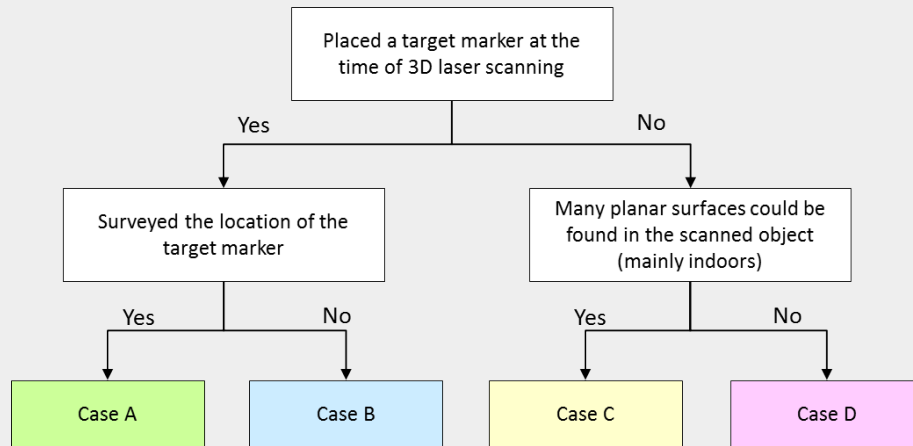 Placed a target marker at the
time of 3D laser scanning
Yes
No
Surveyed the location of the
target marker
Many planar surfaces could be
found in the scanned object
(mainly indoors)
Yes
No
Yes
No
Case A
Case B
Case C
Case D